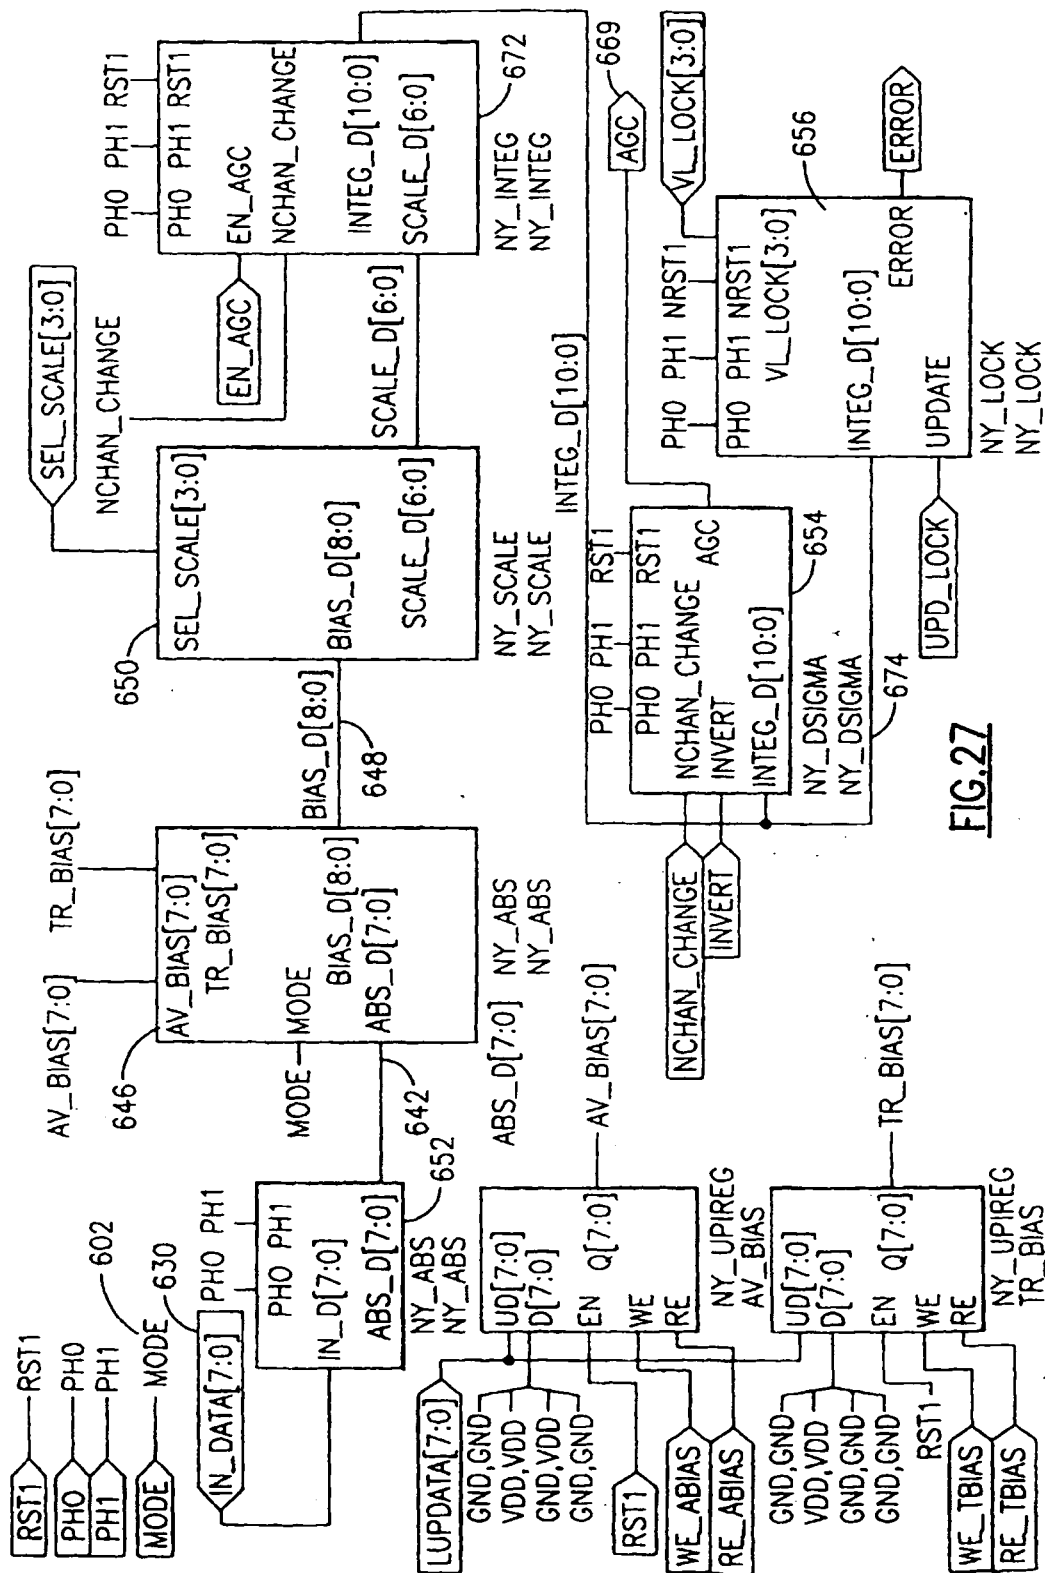 RST1
RST1
PH0
PH0
PH1
PH1
MODE
MODE
602
IN_DATA[7:0]
630
PH0 PH1
PH0 PH1
IN_D[7:0]
ABS_D[7:0]
NY_ABS
NY_ABS
652
642
ABS_D[7:0]
AV_BIAS[7:0]
TR_BIAS[7:0]
646
AV_BIAS[7:0]
TR_BIAS[7:0]
MODE
MODE
BIAS_D[8:0]
ABS_D[7:0]
NY_ABS
NY_ABS
BIAS_D[8:0]
648
SEL_SCALE[3:0]
650
SEL_SCALE[3:0]
BIAS_D[8:0]
SCALE_D[6:0]
NY_SCALE
NY_SCALE
NCHAN_CHANGE
EN_AGC
SCALE_D[6:0]
PH0 PH1 RST1
PH0 PH1 RST1
EN_AGC
NCHAN_CHANGE
INTEG_D[10:0]
SCALE_D[6:0]
672
NY_INTEG
NY_INTEG
INTEG_D[10:0]
LUPDATA[7:0]
GND,GND
VDD,VDD
GND,VDD
GND,GND
RST1
WE_ABIAS
RE_ABIAS
UD[7:0]
D[7:0]
EN
Q[7:0]
WE
RE
NY_UPIREG
AV_BIAS
AV_BIAS[7:0]
GND,GND
VDD,VDD
GND,GND
GND,GND
RST1
WE_TBIAS
RE_TBIAS
UD[7:0]
D[7:0]
EN
Q[7:0]
WE
RE
NY_UPIREG
TR_BIAS
TR_BIAS[7:0]
NCHAN_CHANGE
INVERT
PH0 PH1 RST1
PH0 PH1 RST1
NCHAN_CHANGE
AGC
INVERT
INTEG_D[10:0]
654
NY_DSIGMA
NY_DSIGMA
674
AGC
669
VL_LOCK[3:0]
PH0 PH1 NRST1
PH0 PH1 NRST1
VL_LOCK[3:0]
656
INTEG_D[10:0]
ERROR
UPDATE
NY_LOCK
NY_LOCK
UPD_LOCK
ERROR
FIG.27